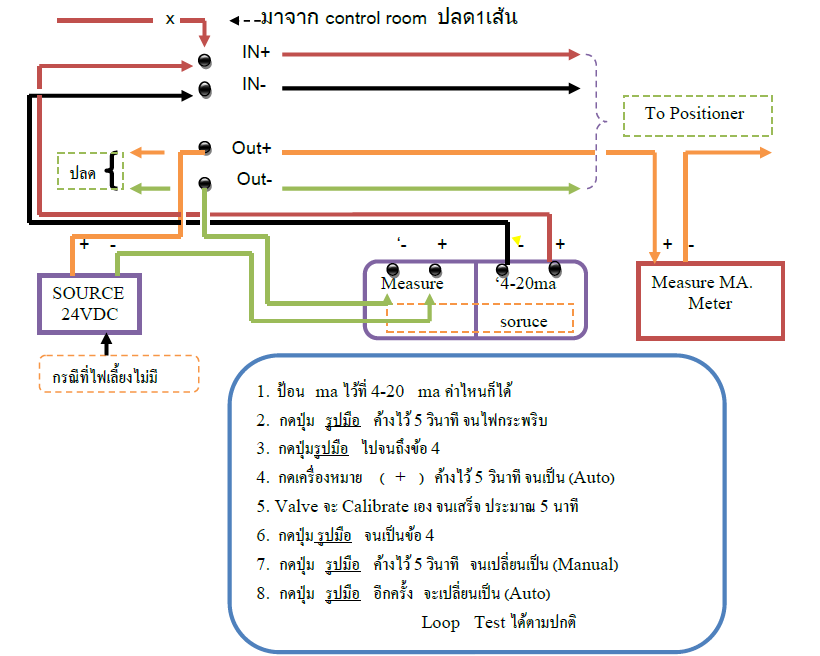 x มาจาก control room ปลด1เส้น
IN+
IN-
To Positioner
Out+
ปลด
Out-
+ -
‘- +
‘- +
+ -
SOURCE
24VDC
Measure
‘4-20ma
soruce
Measure MA.
Meter
กรณีที่ไฟเลี้ยงไม่มี
1. ป้อน ma ไว้ที่ 4-20 ma ค่าไหนก็ได้
2. กดปุ่ม รูปมือ ค้างไว้ 5 วินาที จนไฟกระพริบ
3. กดปุ่มรูปมือ ไปจนถึงข้อ 4
4. กดเครื่องหมาย ( + ) ค้างไว้ 5 วินาที จนเป็น (Auto)
5. Valve จะ Calibrate เอง จนเสร็จ ประมาณ 5 นาที
6. กดปุ่ม รูปมือ จนเป็นข้อ 4
7. กดปุ่ม รูปมือ ค้างไว้ 5 วินาที จนเปลี่ยนเป็น (Manual)
8. กดปุ่ม รูปมือ อีกครั้ง จะเปลี่ยนเป็น (Auto)
Loop Test ได้ตามปกติ